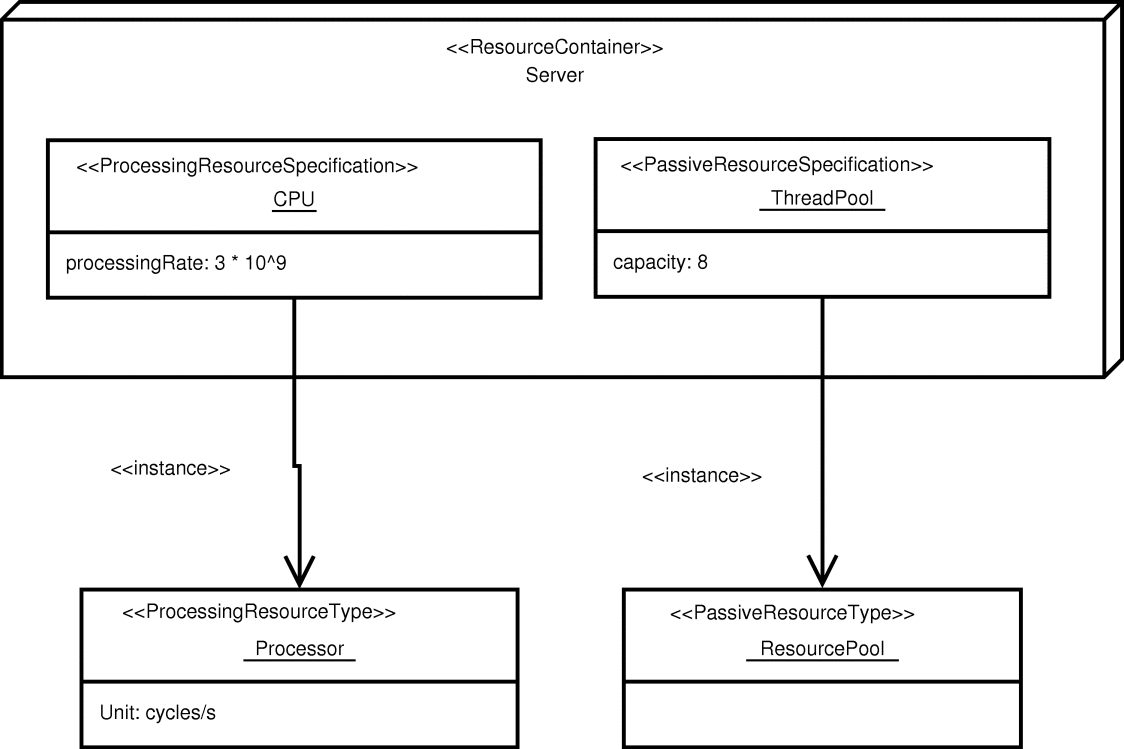 <<ResourceContainer>>
Server
<<ProcessingResourceSpecification>>
CPU
processingRate: 3 * 10^9
<<PassiveResourceSpecification>>
ThreadPool
capacity: 8
<<instance>>
<<instance>>
<<ProcessingResourceType>>
Processor
Unit: cycles/s
<<PassiveResourceType>>
ResourcePool